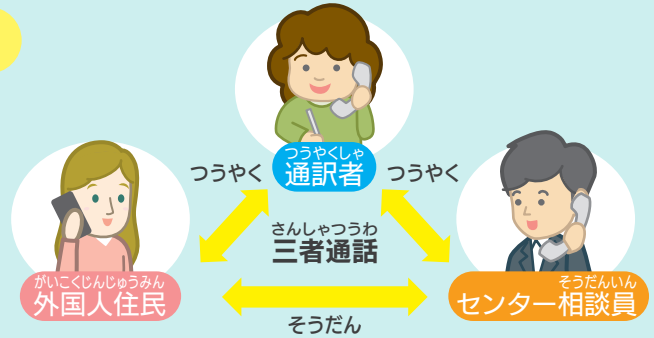 つうやくしゃ
通訳者
つうやく
つうやく
さんしゃつうわ
三者通話
がいこくじんじゅうみん
外国人住民
そうだんいん
センター相談員
そうだん